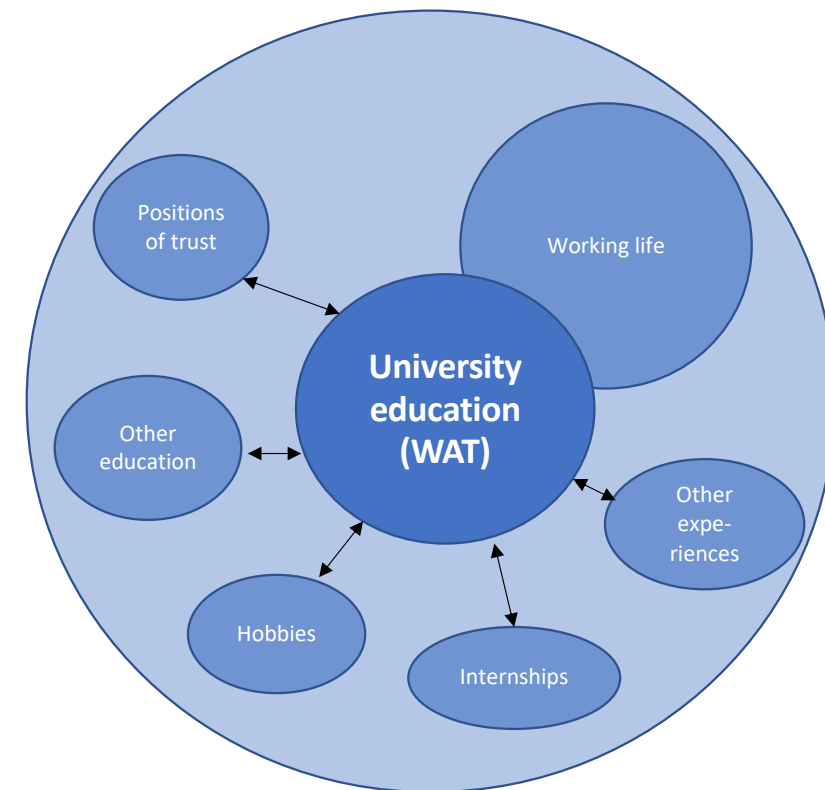 Positions
of trust
Working life
University
education
(WAT)
Other
education
Other
expe-
riences
Hobbies
Internships